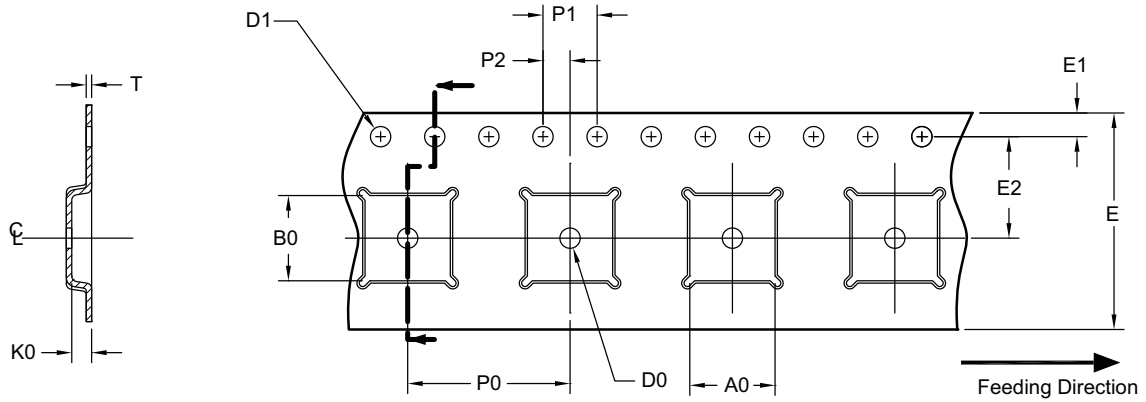 P1
D1
P2
T
E1
E2
E
B0
℄
K0
P0
D0
A0
Feeding Direction